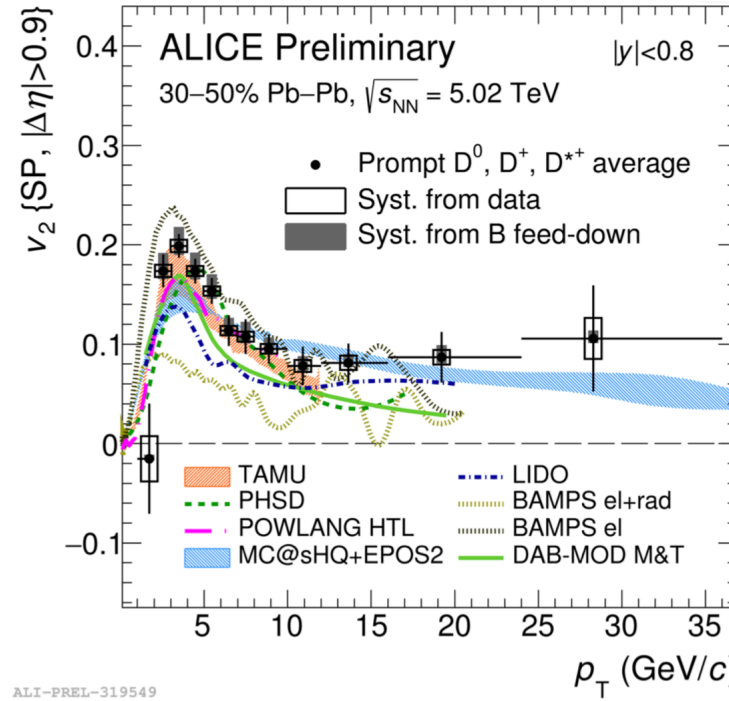 ALICE Preliminary |y|<0.8
30–50% Pb–Pb, √sNN = 5.02 TeV
Prompt D0, D+, D*+ average
Syst. from data
Syst. from B feed-down
v2 {SP, |Δη|>0.9}
0.4
0.3
0.2
0.1
0
−0.1
TAMU
PHSD
POWLANG HTL
MC@sHQ+EPOS2
LIDO
BAMPS el+rad
BAMPS el
DAB-MOD M&T
5 10 15 20 25 30 35
pT (GeV/c)
ALI-PREL-319549